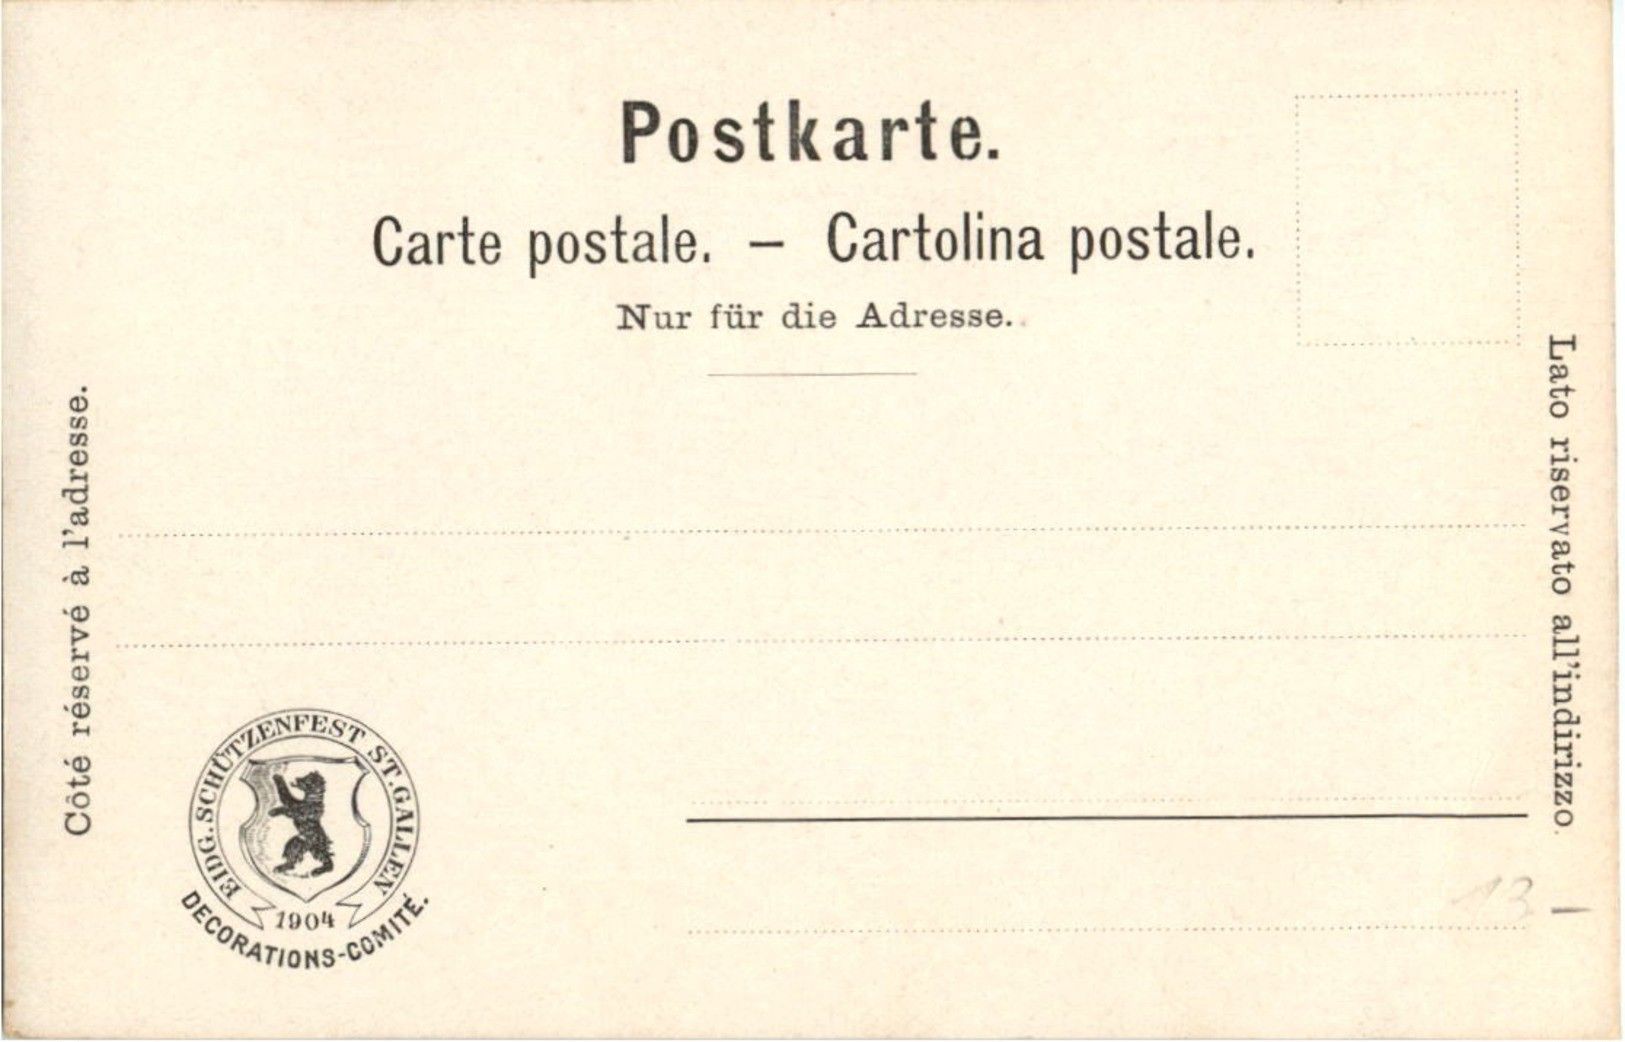 Postkarte.
Carte postale. — Cartolina postale.
Nur für die Adresse.
Côté réservé à l'adresse.
Lato riservato all'indirizzo.
EIDG. SCHÜTZENFEST ST. GALLEN
1904
DECORATIONS-COMITÉ.
13 –